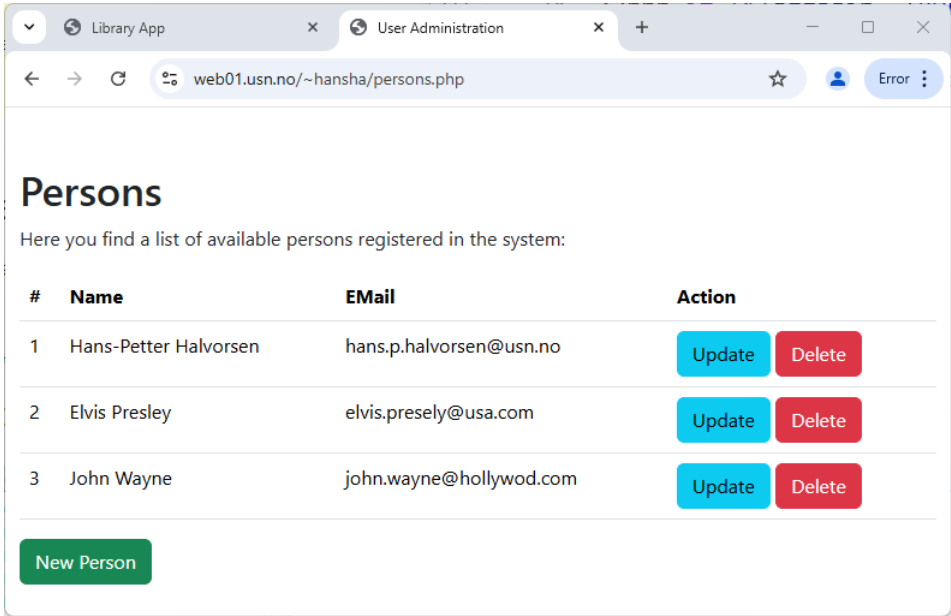 Library App
User Administration
web01.usn.no/~hansha/persons.php
Error
Persons
Here you find a list of available persons registered in the system:
# Name EMail Action
1 Hans-Petter Halvorsen hans.p.halvorsen@usn.no Update Delete
2 Elvis Presley elvis.presely@usa.com Update Delete
3 John Wayne john.wayne@hollywod.com Update Delete
New Person